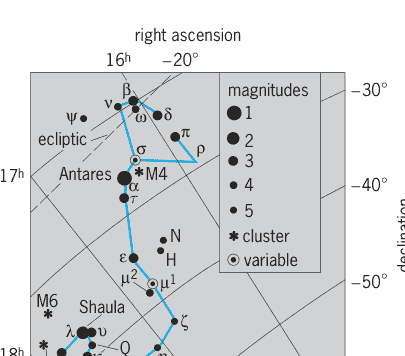 right ascension
16h –20°
–30°
–40°
–50°
declination
17h
18h
magnitudes
1
2
3
4
5
cluster
variable
β
ν
ω
δ
ψ
π
ecliptic
σ
ρ
Antares
M4
α
τ
N
H
ε
μ² μ¹
M6
Shaula
ζ
λ υ
Q
η